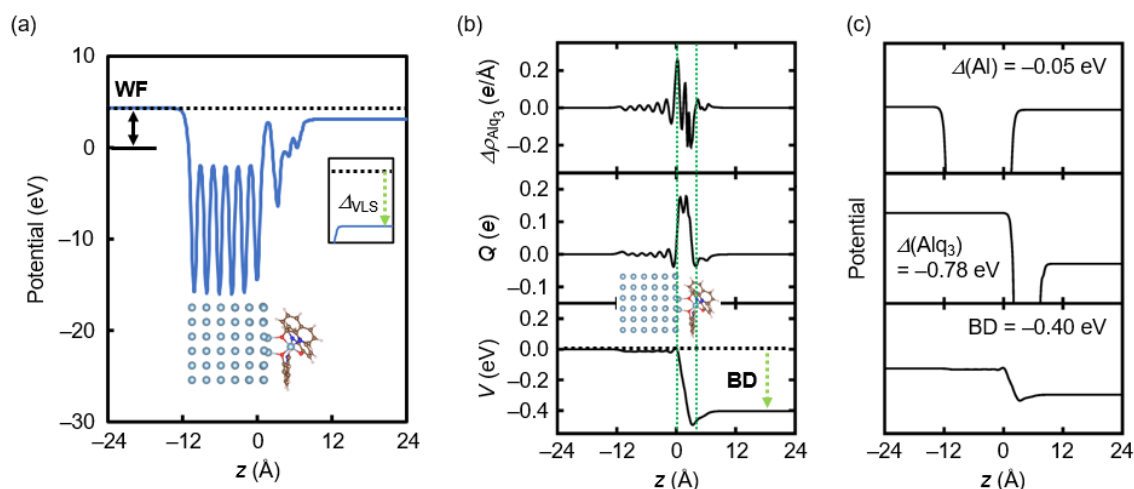 (a)
10
0
–10
–20
–30
Potential (eV)
WF
Δ_VLS
–24 –12 0 12 24
z (Å)
(b)
0.2
0.0
–0.2
Δρ_Alq₃ (e/Å)
0.2
0.1
0.0
–0.1
Q (e)
0.2
0.0
–0.2
–0.4
V (eV)
BD
–24 –12 0 12 24
z (Å)
(c)
Potential
Δ(Al) = –0.05 eV
Δ(Alq₃)
= –0.78 eV
BD = –0.40 eV
–24 –12 0 12 24
z (Å)